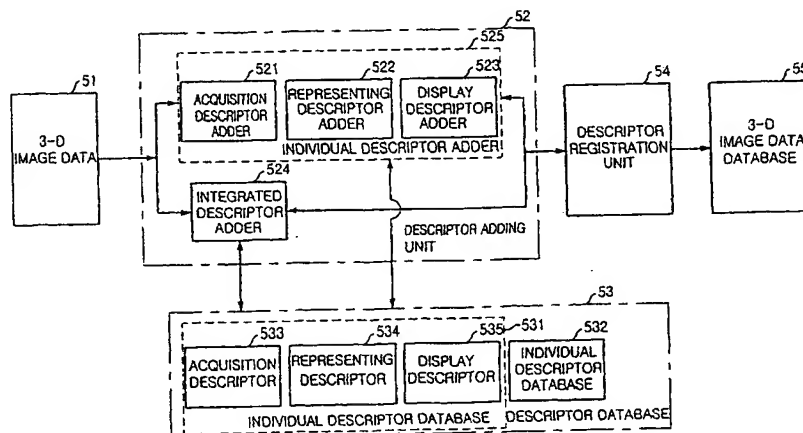 52
525
51
521
522
523
54
55
3-D
IMAGE DATA
ACQUISITION
DESCRIPTOR
ADDER
REPRESENTING
DESCRIPTOR
ADDER
DISPLAY
DESCRIPTOR
ADDER
INDIVIDUAL DESCRIPTOR ADDER
DESCRIPTOR
REGISTRATION
UNIT
3-D
IMAGE DATA
DATABASE
524
INTEGRATED
DESCRIPTOR
ADDER
DESCRIPTOR ADDING
UNIT
53
533
534
535
531
532
ACQUISITION
DESCRIPTOR
REPRESENTING
DESCRIPTOR
DISPLAY
DESCRIPTOR
INDIVIDUAL
DESCRIPTOR
DATABASE
INDIVIDUAL DESCRIPTOR DATABASE
DESCRIPTOR DATABASE